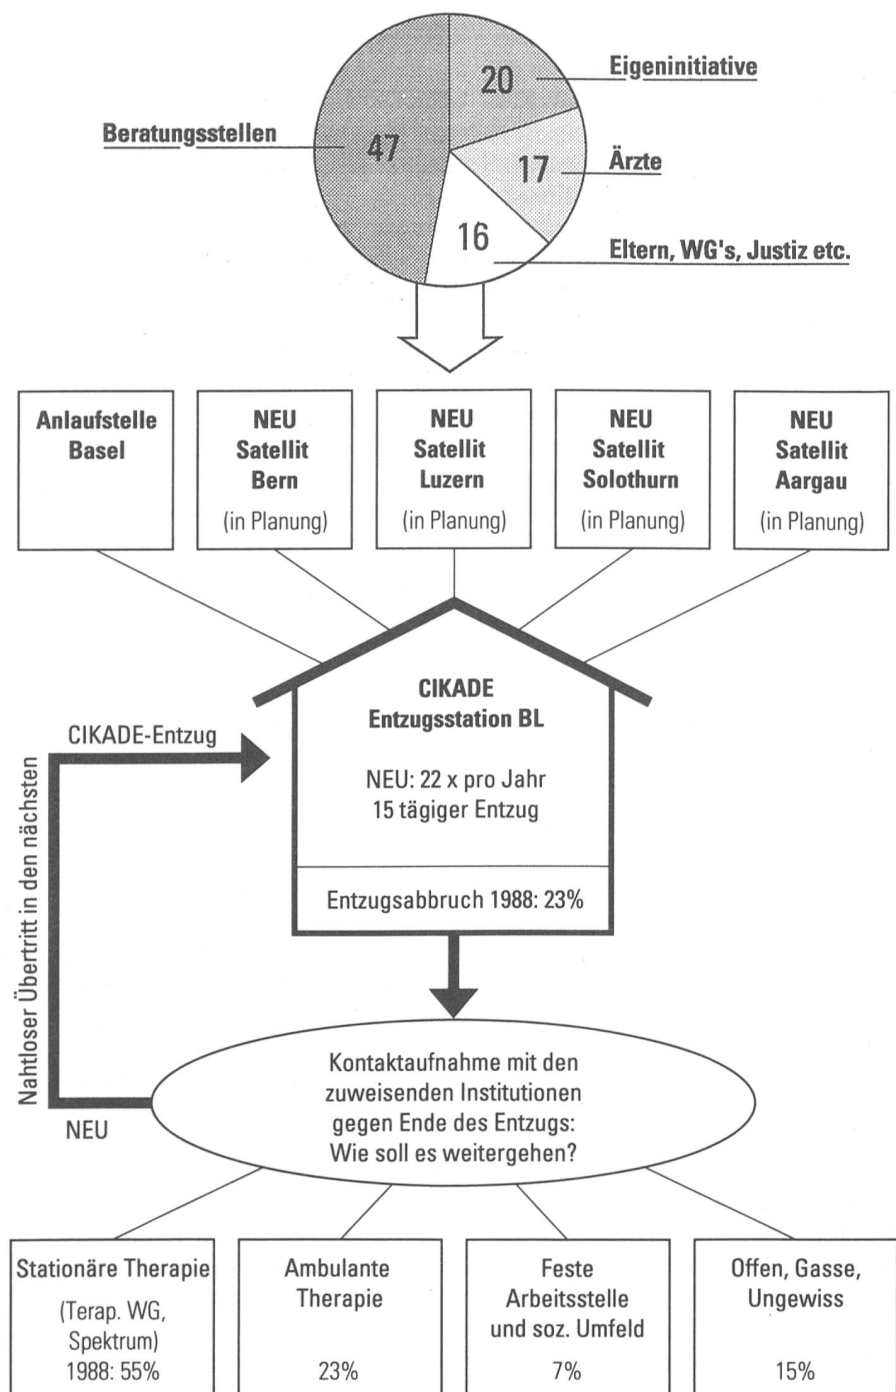 20
Eigeninitiative
Beratungsstellen
47
17
Ärzte
16
Eltern, WG's, Justiz etc.
Anlaufstelle
Basel
NEU
Satellit
Bern
(in Planung)
NEU
Satellit
Luzern
(in Planung)
NEU
Satellit
Solothurn
(in Planung)
NEU
Satellit
Aargau
(in Planung)
CIKADE
Entzugsstation BL
NEU: 22 x pro Jahr
15 tägiger Entzug
Entzugsabbruch 1988: 23%
Nahtloser Übertritt in den nächsten
CIKADE-Entzug
NEU
Kontaktaufnahme mit den
zuweisenden Institutionen
gegen Ende des Entzugs:
Wie soll es weitergehen?
Stationäre Therapie
(Terap. WG,
Spektrum)
1988: 55%
Ambulante
Therapie
23%
Feste
Arbeitsstelle
und soz. Umfeld
7%
Offen, Gasse,
Ungewiss
15%